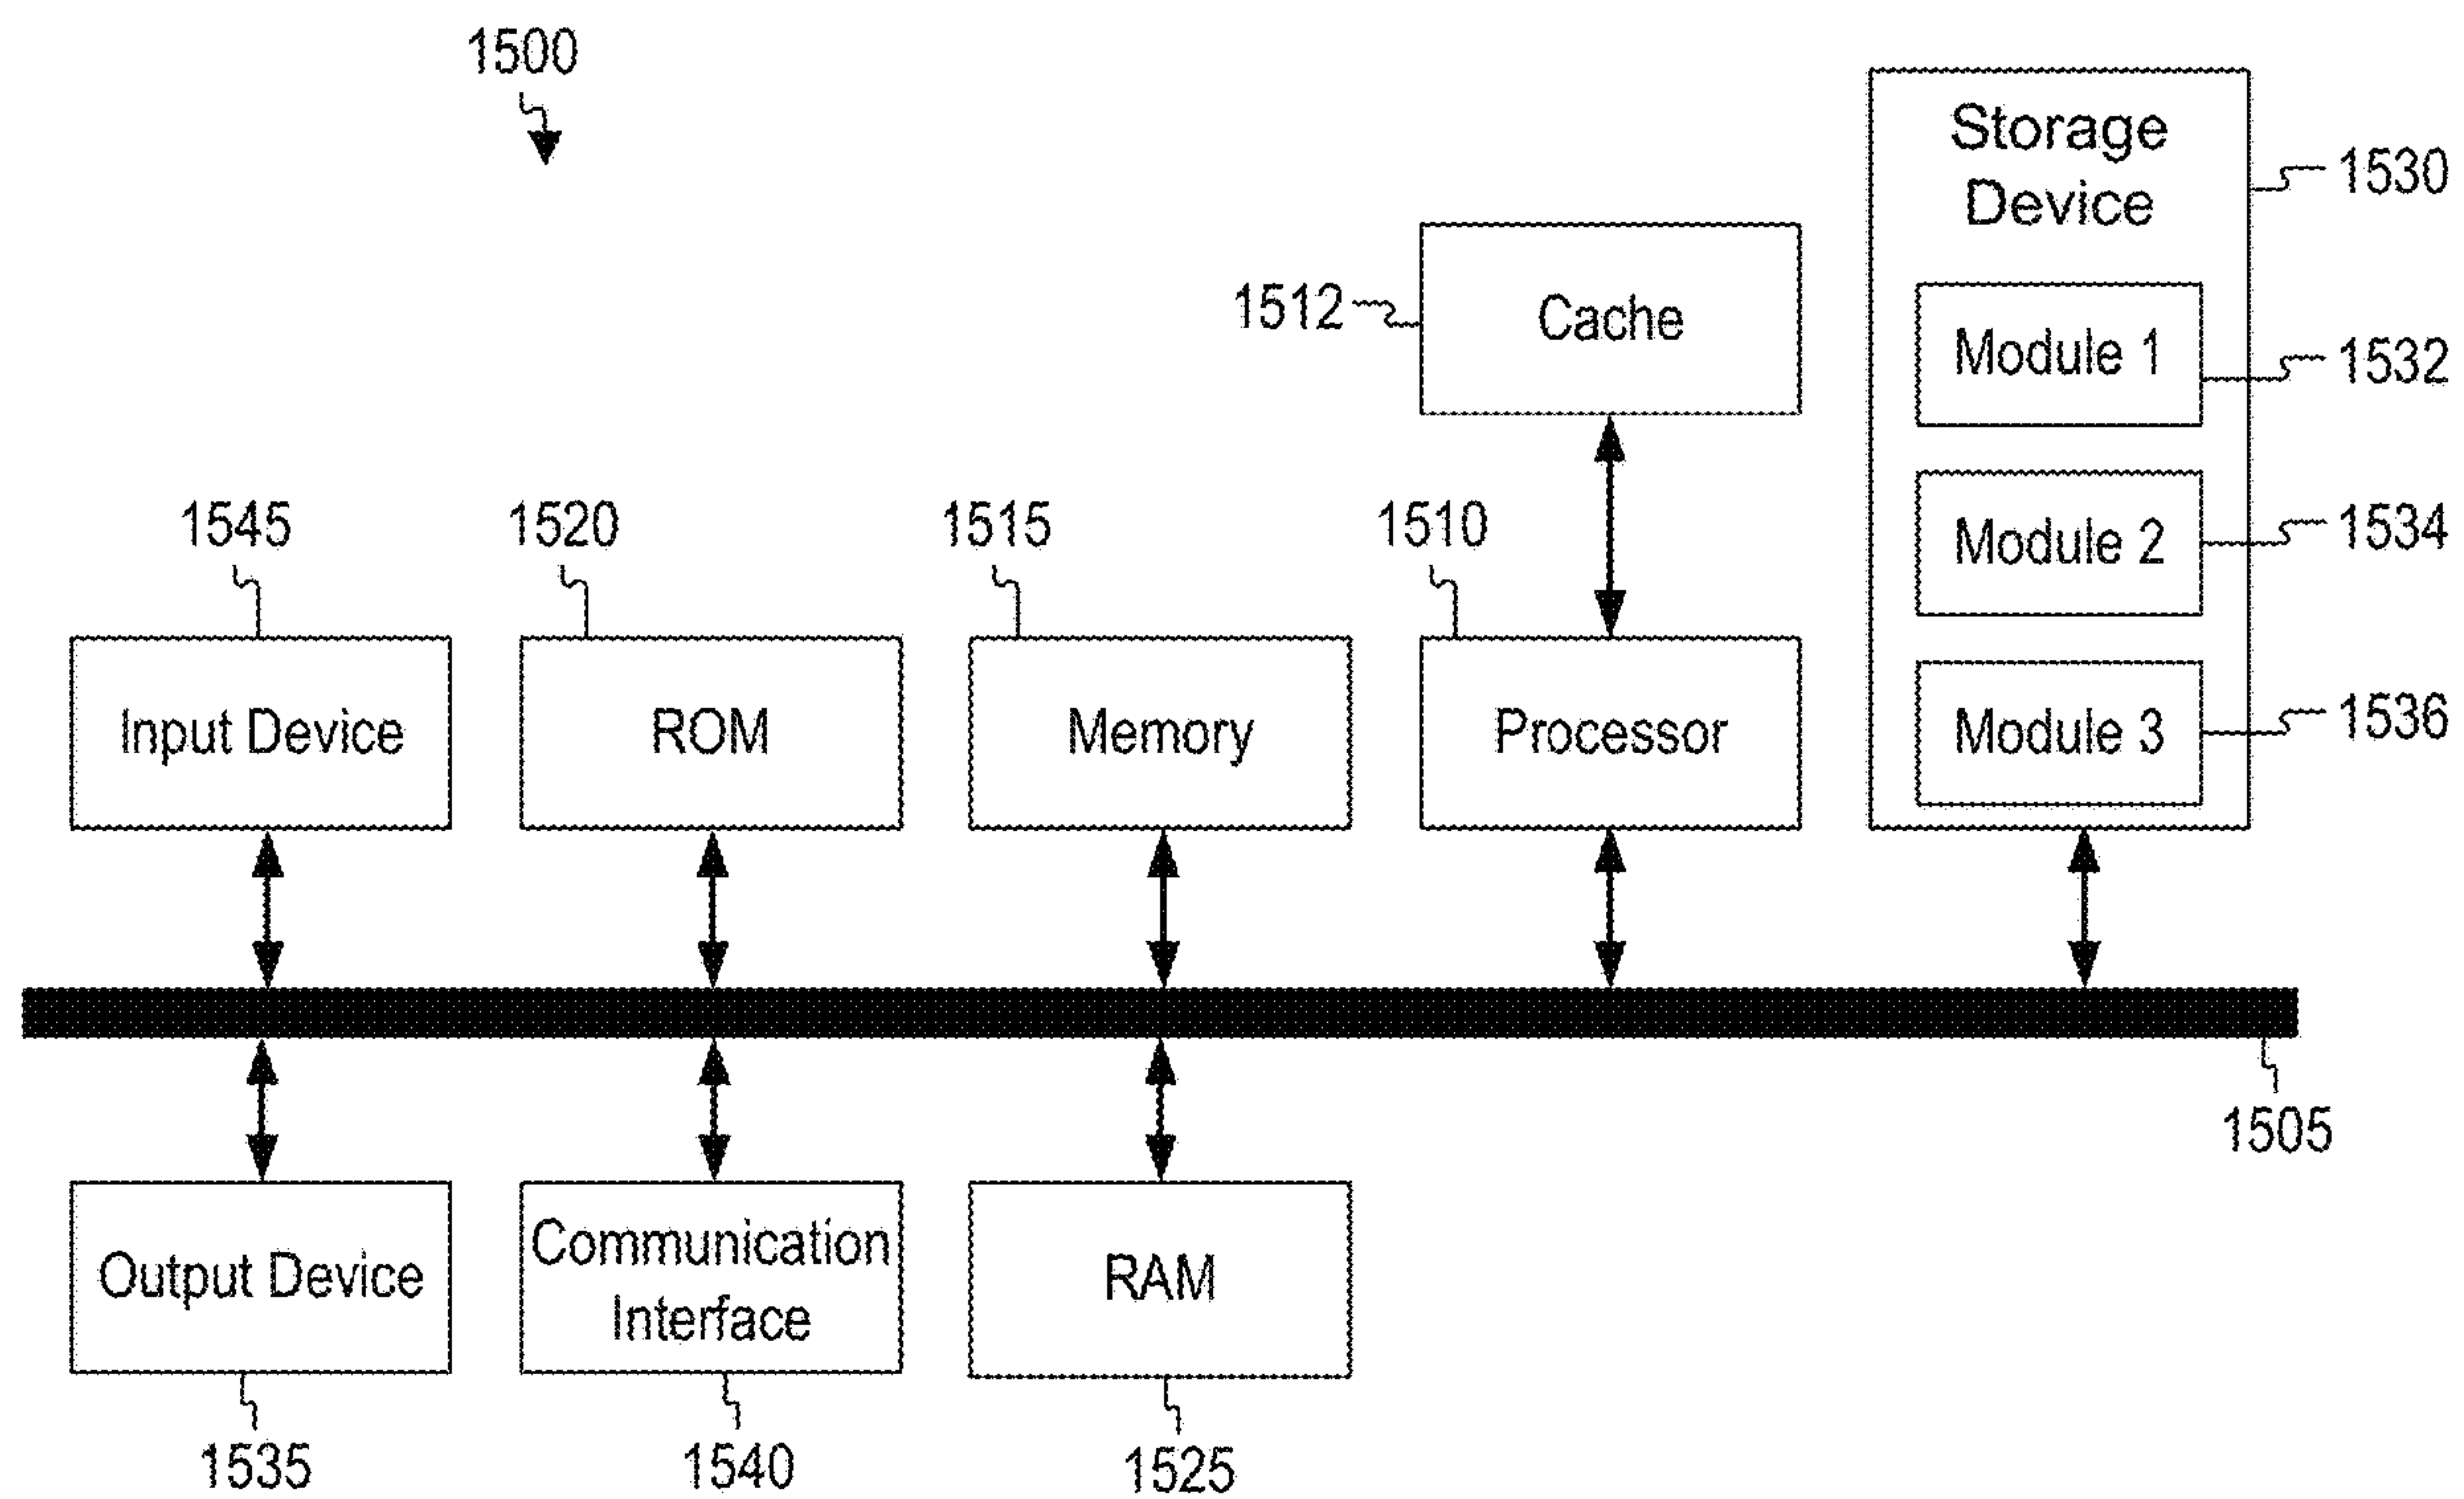 1500
Storage
Device
1530
1512
Cache
Module 1
1532
1545
1520
1515
1510
Module 2
1534
Input Device
ROM
Memory
Processor
Module 3
1536
1505
Output Device
Communication
Interface
RAM
1535
1540
1525